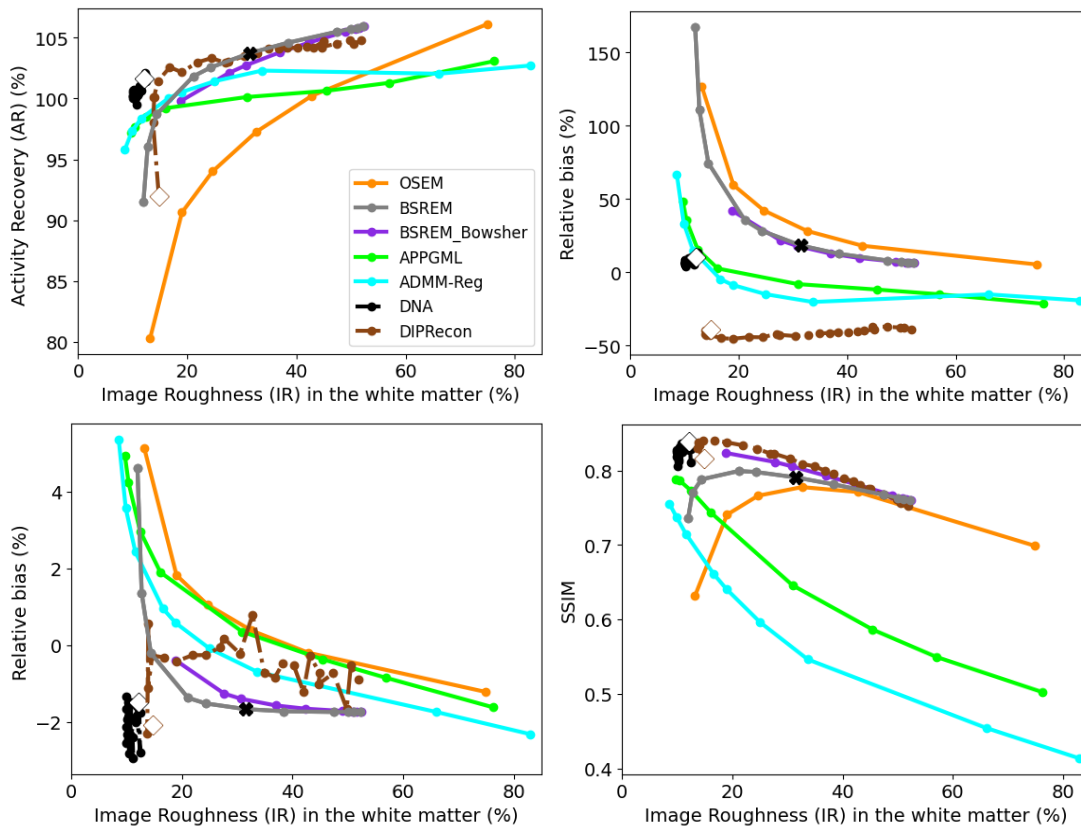 Activity Recovery (AR) (%)
105
100
95
90
85
80
20
40
60
80
Image Roughness (IR) in the white matter (%)
OSEM
BSREM
BSREM_Bowsher
APPGML
ADMM-Reg
DNA
DIPRecon
Relative bias (%)
150
100
50
0
−50
0
20
40
60
80
Image Roughness (IR) in the white matter (%)
Relative bias (%)
4
2
0
−2
0
20
40
60
80
Image Roughness (IR) in the white matter (%)
SSIM
0.8
0.7
0.6
0.5
0.4
0
20
40
60
80
Image Roughness (IR) in the white matter (%)